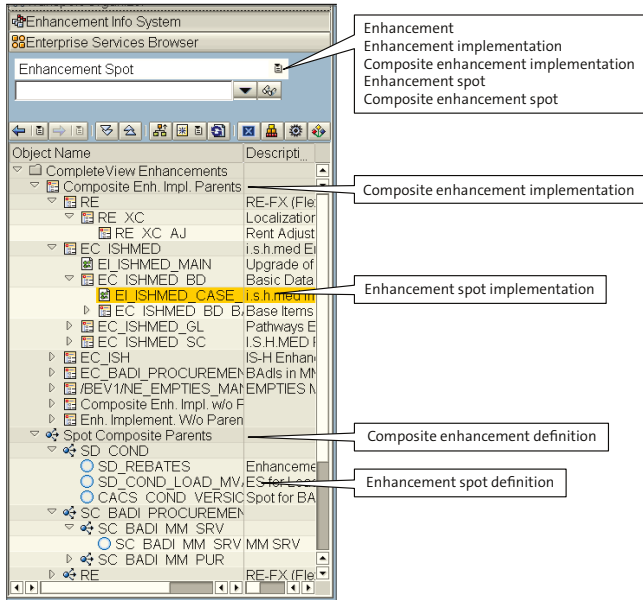 Enhancement Info System
Enterprise Services Browser
Enhancement Spot
Enhancement
Enhancement implementation
Composite enhancement implementation
Enhancement spot
Composite enhancement spot
Object Name Descripti...
CompleteView Enhancements
Composite Enh. Impl. Parents
Composite enhancement implementation
RE RE-FX (Fle
RE_XC Localization
RE_XC_AJ Rent Adjust
EC_ISHMED i.s.h.med E
EI_ISHMED_MAIN Upgrade of
EC_ISHMED_BD Basic Data
EI_ISHMED_CASE_ i.s.h.med
Enhancement spot implementation
EC_ISHMED_BD_B Base Items
EC_ISHMED_GL Pathways E
EC_ISHMED_SC I.S.H.MED
EC_ISH IS-H Enhan
EC_BADI_PROCUREMEN BAdIs in M
/BEV1/NE_EMPTIES_MA EMPTIES
Composite Enh. Impl. w/o
Enh. Implement. W/o Paren
Spot Composite Parents
Composite enhancement definition
SD_COND
SD_REBATES Enhanceme
SD_COND_LOAD_MV ES for Loa
Enhancement spot definition
CACS_COND_VERSIC Spot for BA
SC_BADI_PROCUREMEN
SC_BADI_MM_SRV
SC_BADI_MM_SRV MM SRV
SC_BADI_MM_PUR
RE RE-FX (Fle